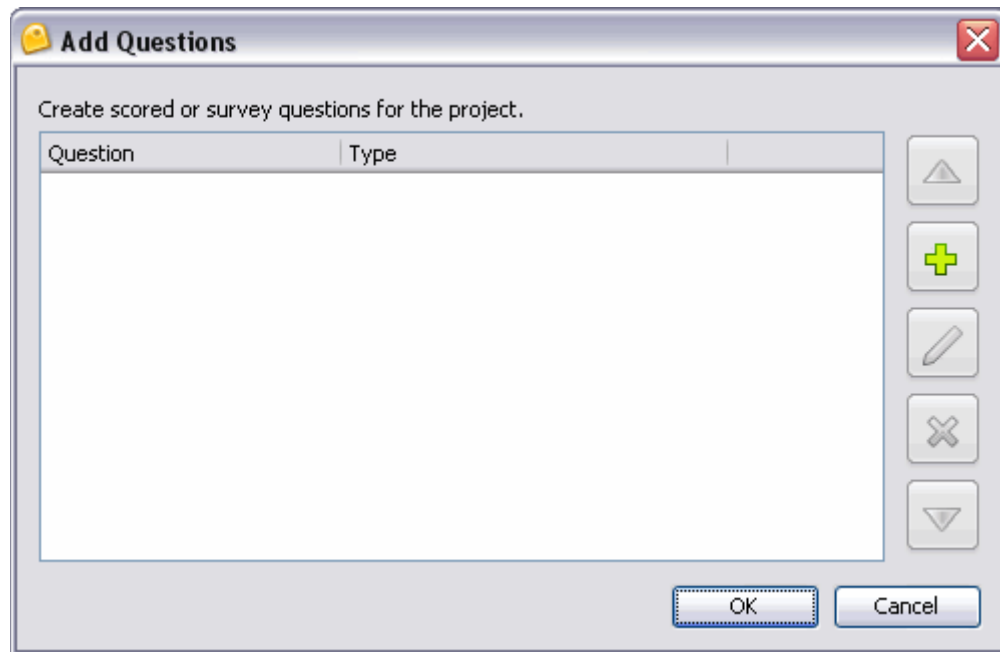 Add Questions
Create scored or survey questions for the project.
Question Type
OK Cancel